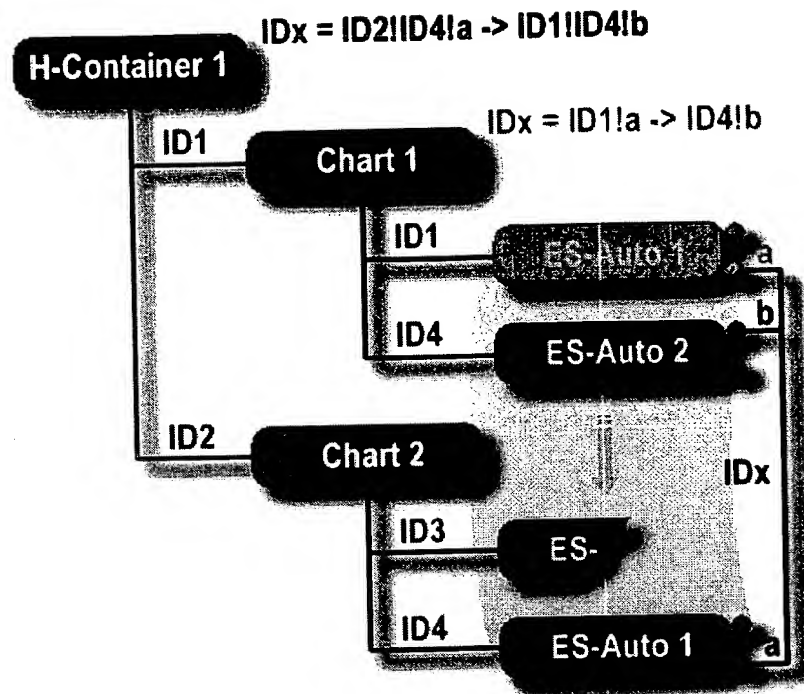 IDx = ID2!ID4!a -> ID1!ID4!b
H-Container 1
IDx = ID1!a -> ID4!b
ID1
Chart 1
ID1
ES-Auto 1
a
b
ID4
ES-Auto 2
ID2
Chart 2
IDx
ID3
ES-
ID4
ES-Auto 1
a